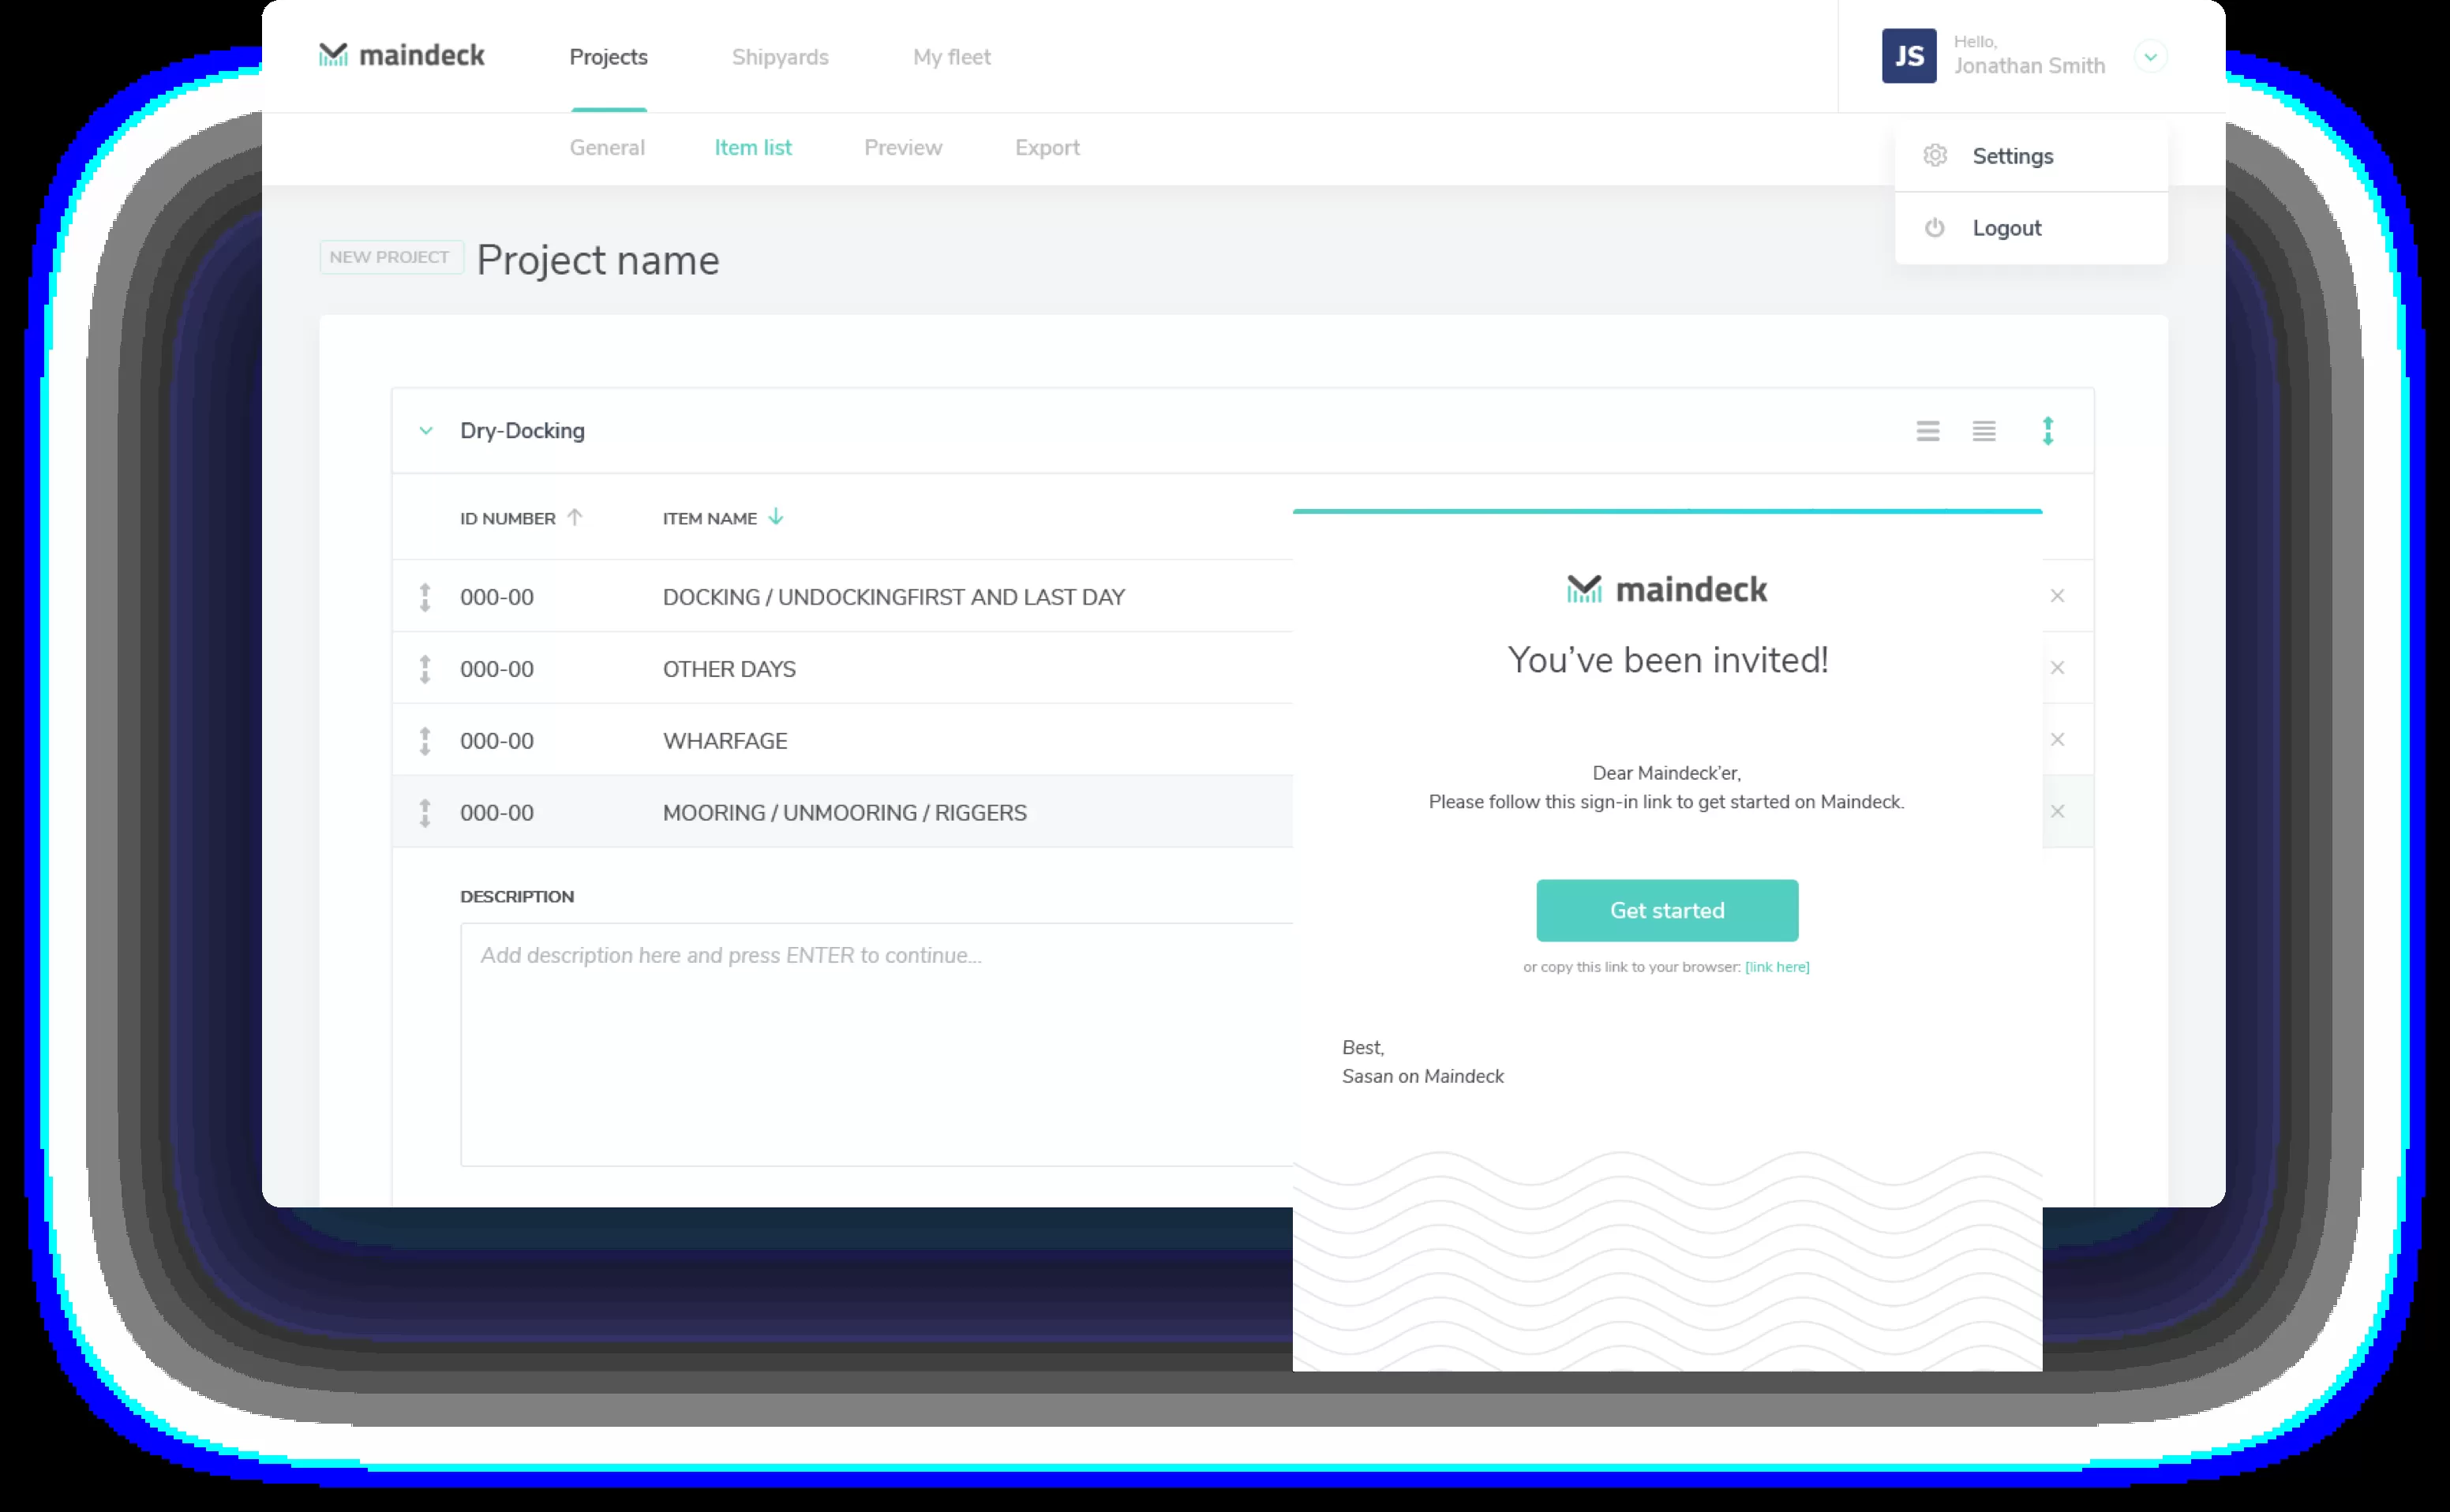 maindeck
Projects
Shipyards
My fleet
JS
Hello,
Jonathan Smith
General
Item list
Preview
Export
Settings
Logout
NEW PROJECT
Project name
Dry-Docking
ID NUMBER
ITEM NAME
000-00
DOCKING / UNDOCKINGFIRST AND LAST DAY
000-00
OTHER DAYS
000-00
WHARFAGE
000-00
MOORING / UNMOORING / RIGGERS
DESCRIPTION
Add description here and press ENTER to continue...
maindeck
You’ve been invited!
Dear Maindeck’er,
Please follow this sign-in link to get started on Maindeck.
Get started
or copy this link to your browser: [link here]
Best,
Sasan on Maindeck